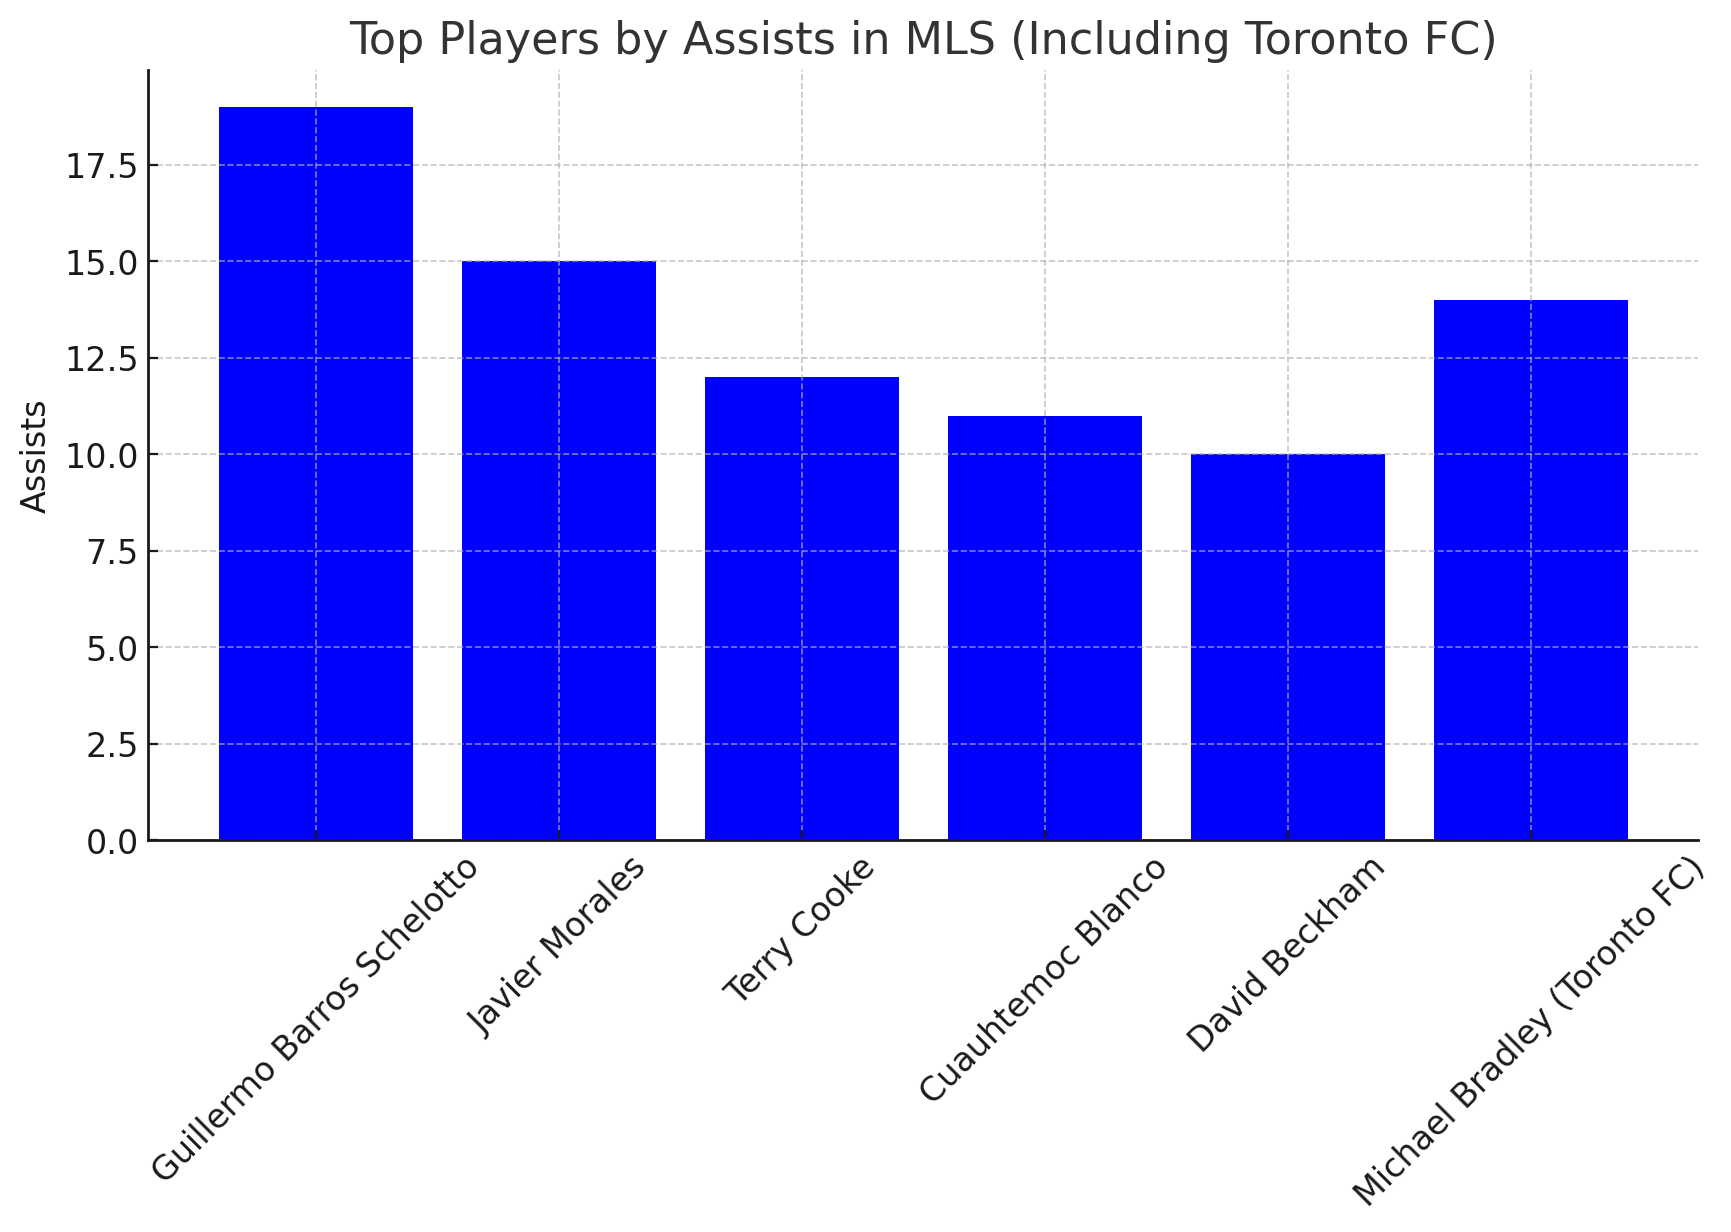 Top Players by Assists in MLS (Including Toronto FC)
17.5
15.0
12.5
10.0
7.5
5.0
2.5
0.0
Assists
Guillermo Barros Schelotto
Javier Morales
Terry Cooke
Cuauhtemoc Blanco
David Beckham
Michael Bradley (Toronto FC)